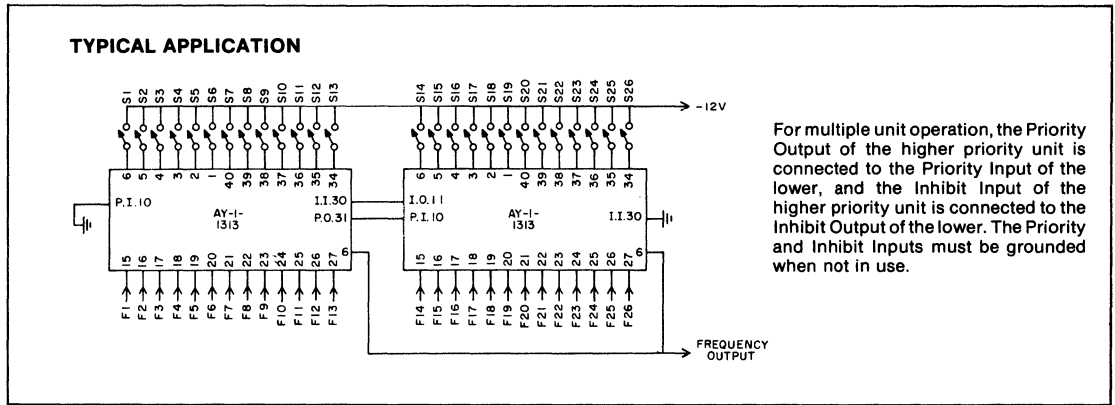 TYPICAL APPLICATION
S1 S2 S3 S4 S5 S6 S7 S8 S9 S10 S11 S12 S13 S14 S15 S16 S17 S18 S19 S20 S21 S22 S23 S24 S25 S26
-12V
6 5 4 3 2 1 40 39 38 37 36 35 34
6 5 4 3 2 1 40 39 38 37 36 35 34
P.I.10
AY-1-
1313
I.I.30
P.O.31
6
I.O.11
P.I.10
AY-1-
1313
I.I.30
6
15 16 17 18 19 20 21 22 23 24 25 26 27
15 16 17 18 19 20 21 22 23 24 25 26 27
F1 F2 F3 F4 F5 F6 F7 F8 F9 F10 F11 F12 F13
F14 F15 F16 F17 F18 F19 F20 F21 F22 F23 F24 F25 F26
FREQUENCY
OUTPUT
For multiple unit operation, the Priority
Output of the higher priority unit is
connected to the Priority Input of the
lower, and the Inhibit Input of the
higher priority unit is connected to the
Inhibit Output of the lower. The Priority
and Inhibit Inputs must be grounded
when not in use.